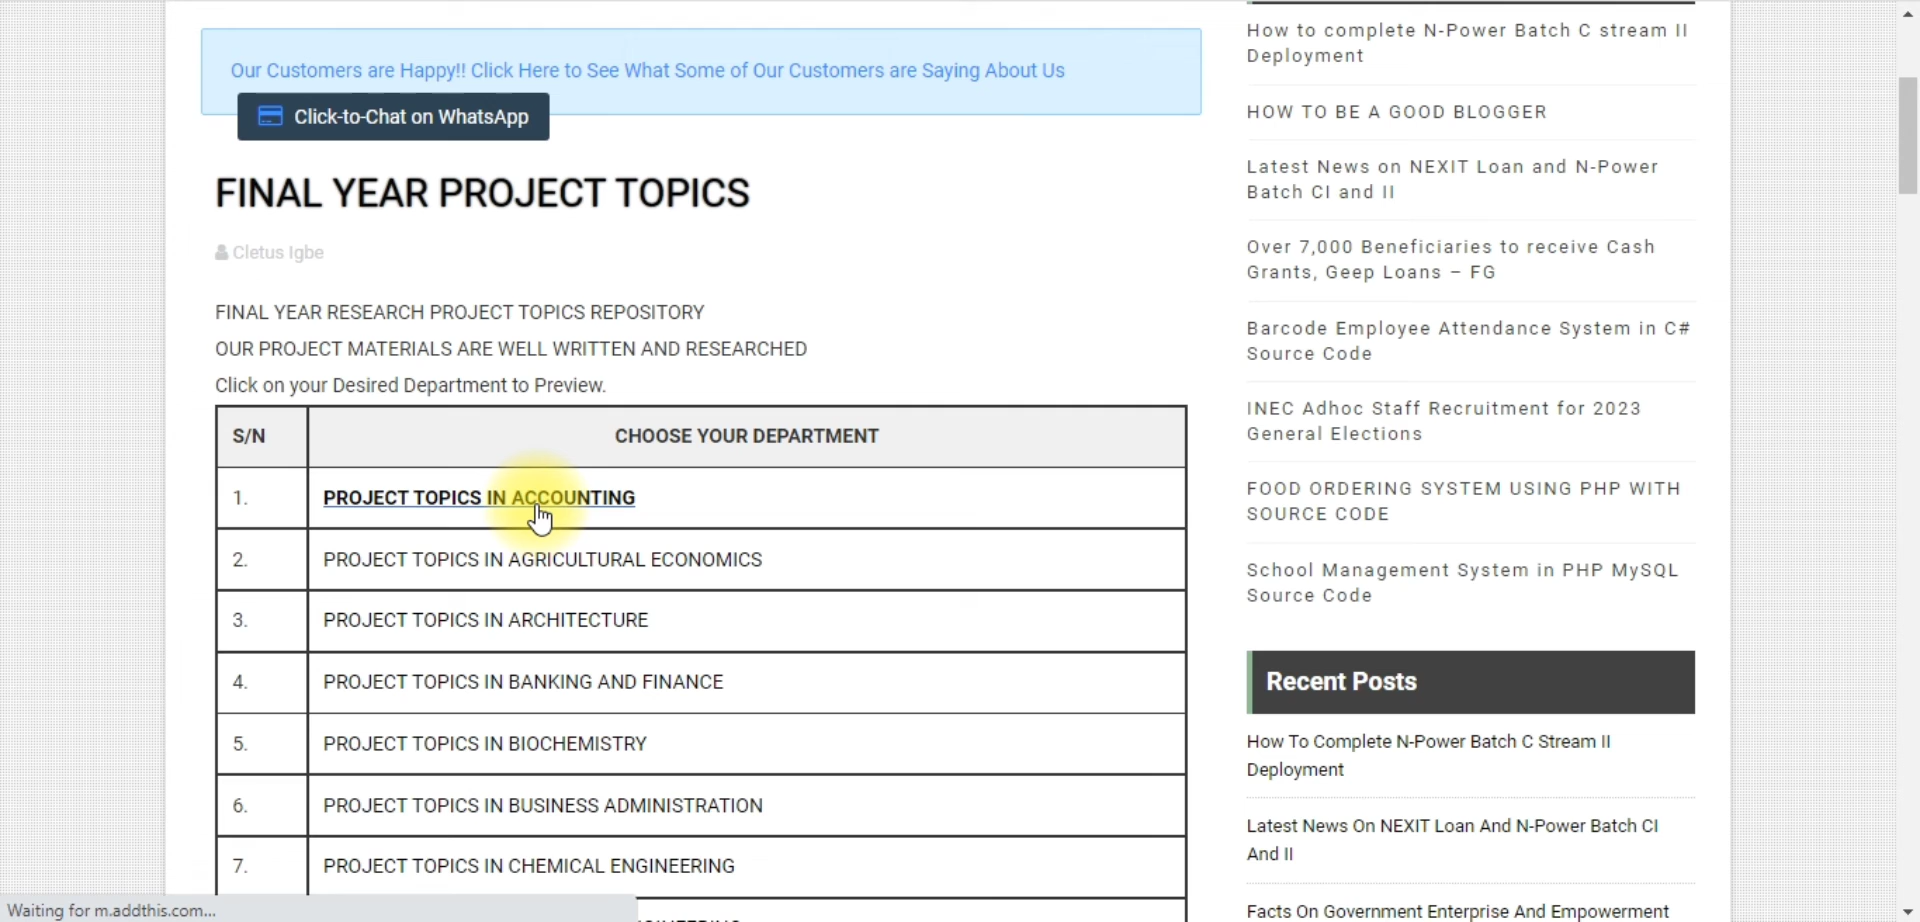 Our Customers are Happy!! Click Here to See What Some of Our Customers are Saying About Us
Click-to-Chat on WhatsApp
FINAL YEAR PROJECT TOPICS
Cletus Igbe
FINAL YEAR RESEARCH PROJECT TOPICS REPOSITORY
OUR PROJECT MATERIALS ARE WELL WRITTEN AND RESEARCHED
Click on your Desired Department to Preview.
S/N CHOOSE YOUR DEPARTMENT
1. PROJECT TOPICS IN ACCOUNTING
2. PROJECT TOPICS IN AGRICULTURAL ECONOMICS
3. PROJECT TOPICS IN ARCHITECTURE
4. PROJECT TOPICS IN BANKING AND FINANCE
5. PROJECT TOPICS IN BIOCHEMISTRY
6. PROJECT TOPICS IN BUSINESS ADMINISTRATION
7. PROJECT TOPICS IN CHEMICAL ENGINEERING
Waiting for m.addthis.com...
How to complete N-Power Batch C stream II
Deployment
HOW TO BE A GOOD BLOGGER
Latest News on NEXIT Loan and N-Power
Batch CI and II
Over 7,000 Beneficiaries to receive Cash
Grants, Geep Loans – FG
Barcode Employee Attendance System in C#
Source Code
INEC Adhoc Staff Recruitment for 2023
General Elections
FOOD ORDERING SYSTEM USING PHP WITH
SOURCE CODE
School Management System in PHP MySQL
Source Code
Recent Posts
How To Complete N-Power Batch C Stream II
Deployment
Latest News On NEXIT Loan And N-Power Batch CI
And II
Facts On Government Enterprise And Empowerment